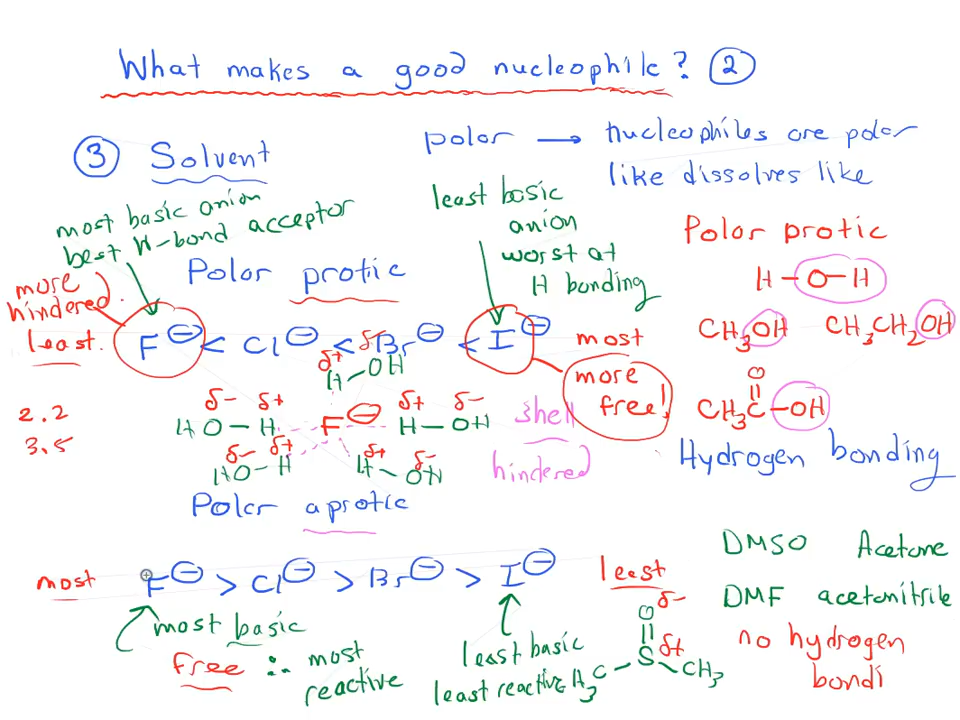 What makes a good nucleophile? 2
3 Solvent
polar → nucleophiles are polar
like dissolves like
most basic anion
best H-bond acceptor
least basic
anion
worst at
H bonding
Polar protic
more
hindered.
least.
F⊖ < Cl⊖ < Br⊖ < I⊖
most
more
free!
Polar protic
H-O-H
CH3OH CH3CH2OH
O
CH3C-OH
Hydrogen bonding
2.2
3.5
δ- δ+
HO-H
δ- δ+
HO-H
F⊖
δ+ δ-
H-OH
δ+ δ-
H-OH
δ+ δ-
H-OH
shell
hindered
Polar aprotic
most
F⊖ > Cl⊖ > Br⊖ > I⊖
least
most basic
free ∴ most
reactive
least basic
least reactive
O δ-
S δ+
H3C CH3
DMSO Acetone
DMF acetonitrile
no hydrogen
bondi